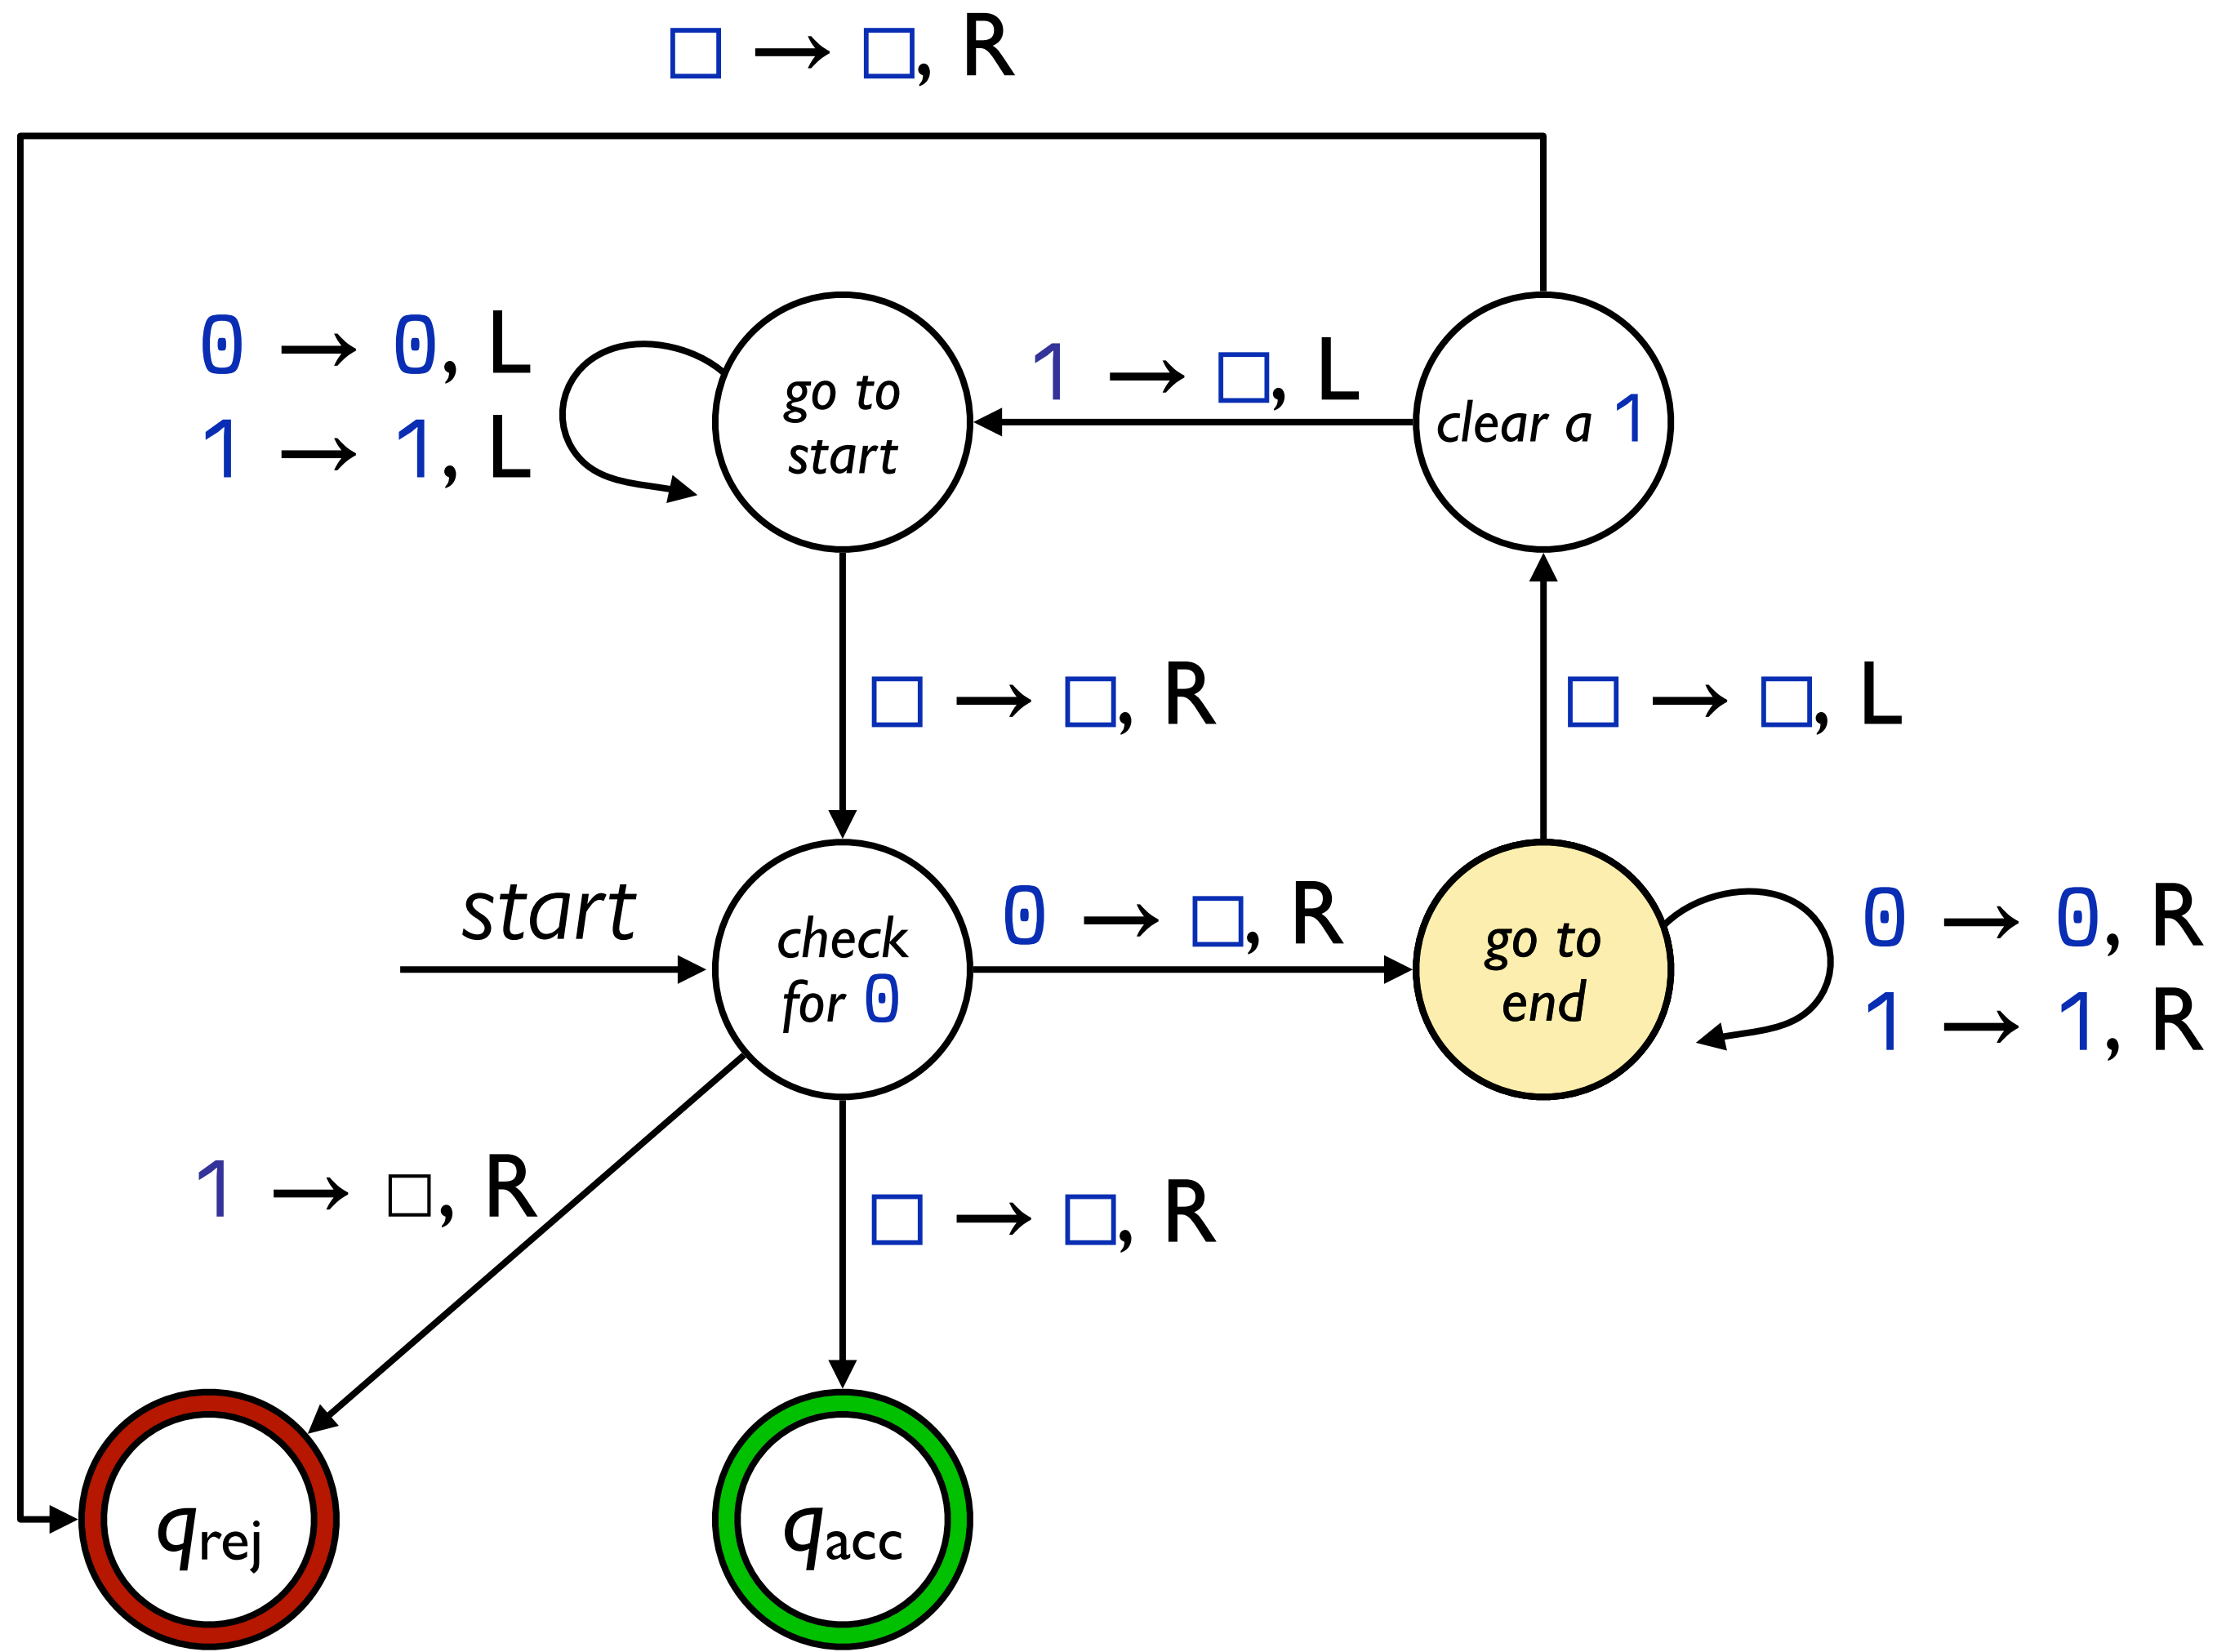 □ → □, R
0 → 0, L
1 → 1, L
go to
start
1 → □, L
clear a 1
□ → □, R
□ → □, L
start
check
for 0
0 → □, R
go to
end
0 → 0, R
1 → 1, R
1 → □, R
□ → □, R
qrej
qacc